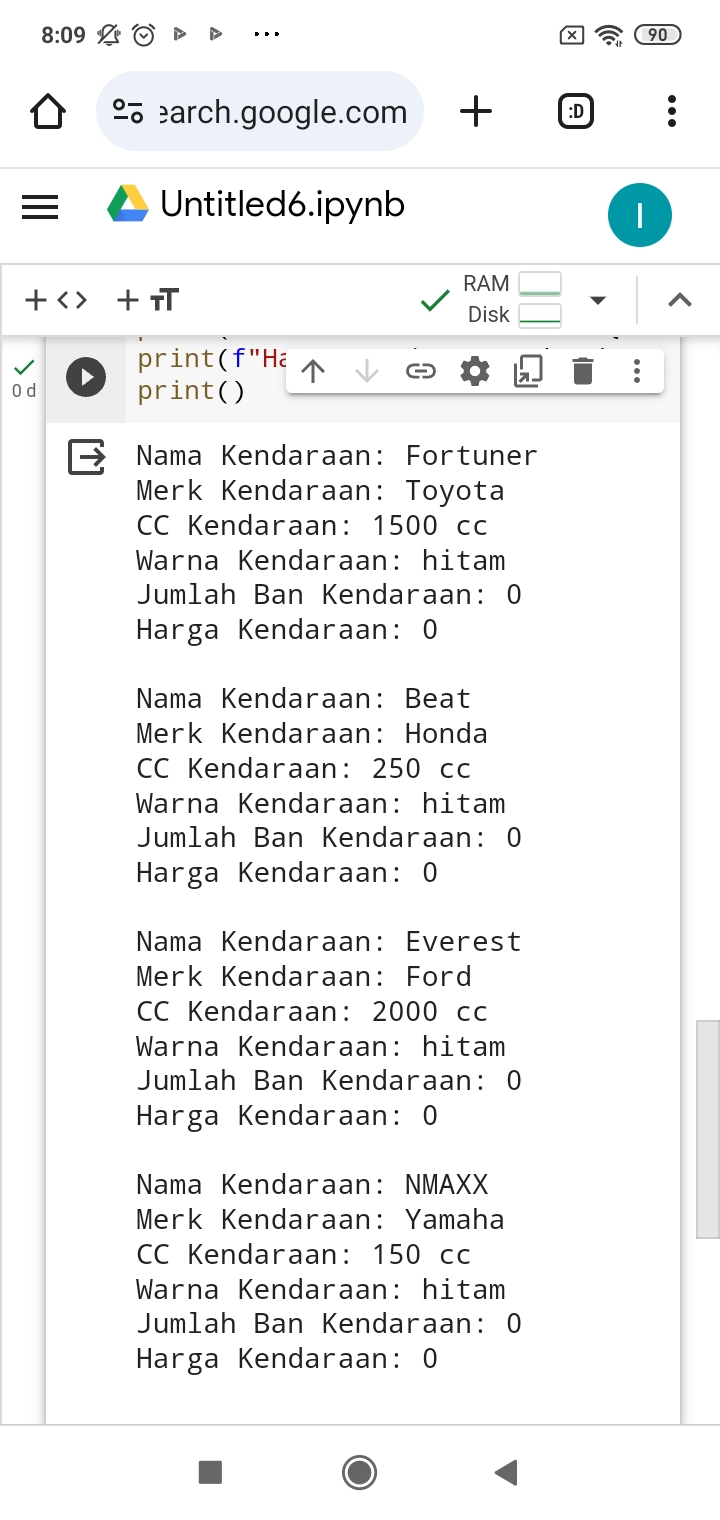 8:09
90
earch.google.com
:D
Untitled6.ipynb
I
RAM
Disk
print(f"Ha
0 d
print()
Nama Kendaraan: Fortuner
Merk Kendaraan: Toyota
CC Kendaraan: 1500 cc
Warna Kendaraan: hitam
Jumlah Ban Kendaraan: 0
Harga Kendaraan: 0
Nama Kendaraan: Beat
Merk Kendaraan: Honda
CC Kendaraan: 250 cc
Warna Kendaraan: hitam
Jumlah Ban Kendaraan: 0
Harga Kendaraan: 0
Nama Kendaraan: Everest
Merk Kendaraan: Ford
CC Kendaraan: 2000 cc
Warna Kendaraan: hitam
Jumlah Ban Kendaraan: 0
Harga Kendaraan: 0
Nama Kendaraan: NMAXX
Merk Kendaraan: Yamaha
CC Kendaraan: 150 cc
Warna Kendaraan: hitam
Jumlah Ban Kendaraan: 0
Harga Kendaraan: 0